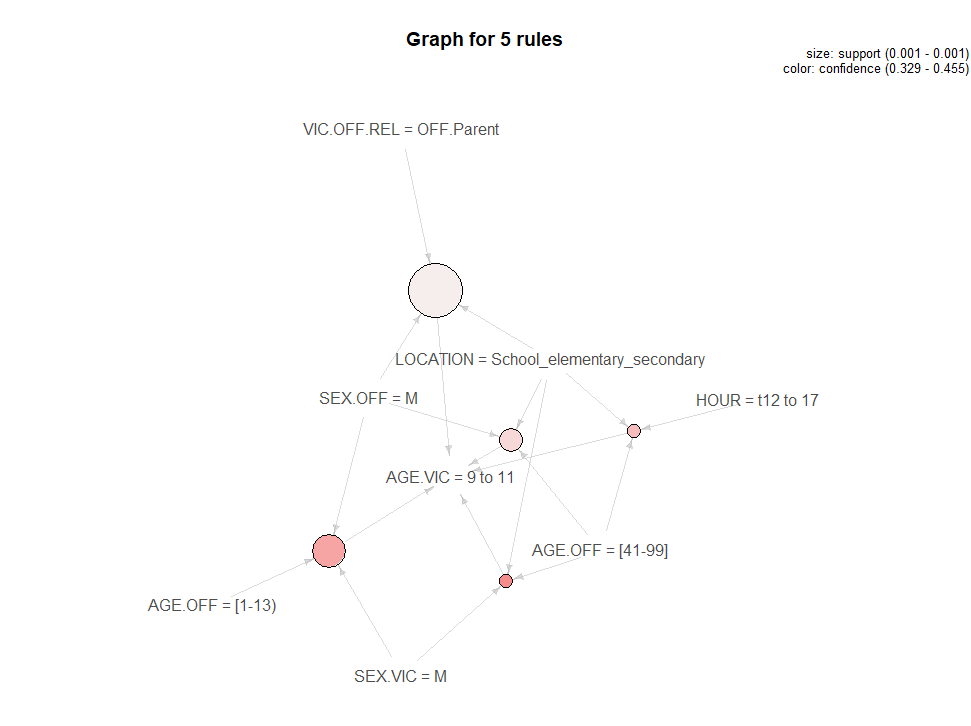 Graph for 5 rules
size: support (0.001 - 0.001)
color: confidence (0.329 - 0.455)
VIC.OFF.REL = OFF.Parent
LOCATION = School_elementary_secondary
SEX.OFF = M
HOUR = t12 to 17
AGE.VIC = 9 to 11
AGE.OFF = [41-99]
AGE.OFF = [1-13)
SEX.VIC = M